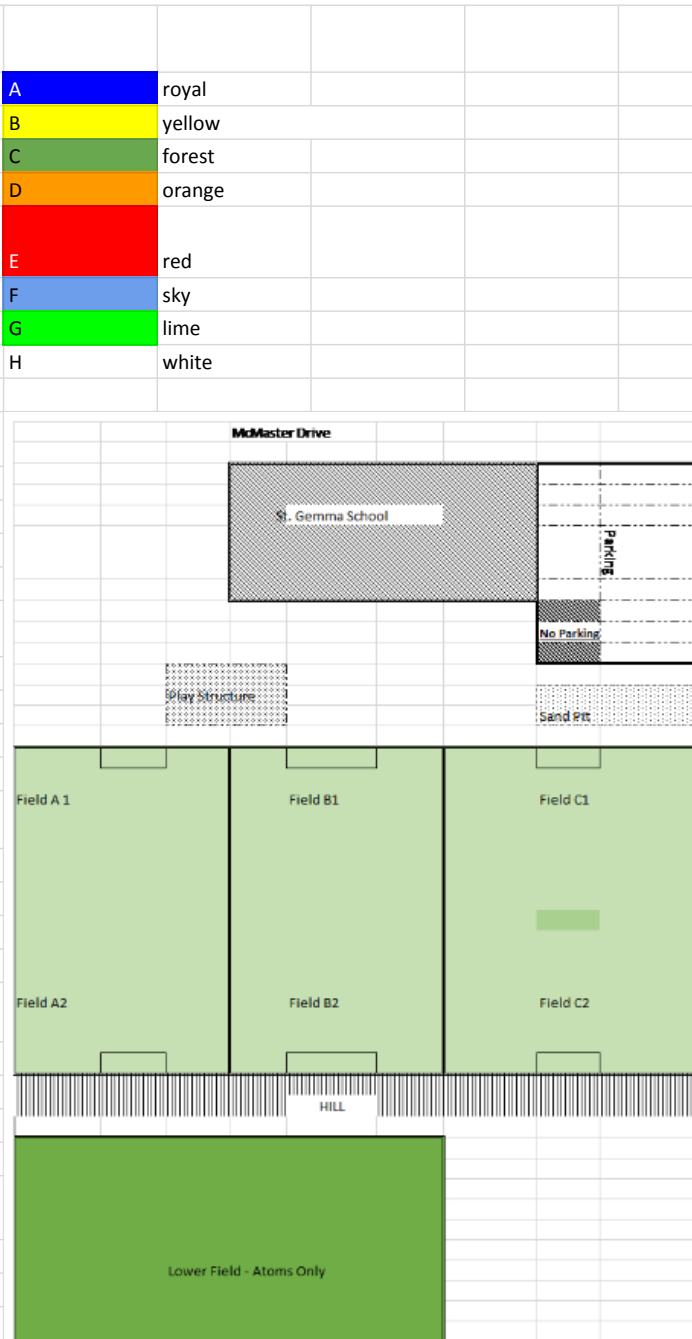 A royal
B yellow
C forest
D orange
E red
F sky
G lime
H white
McMaster Drive
St. Gemma School
Parking
No Parking
Play Structure
Sand Pit
Field A 1 Field B1 Field C1
Field A2 Field B2 Field C2
HILL
Lower Field - Atoms Only